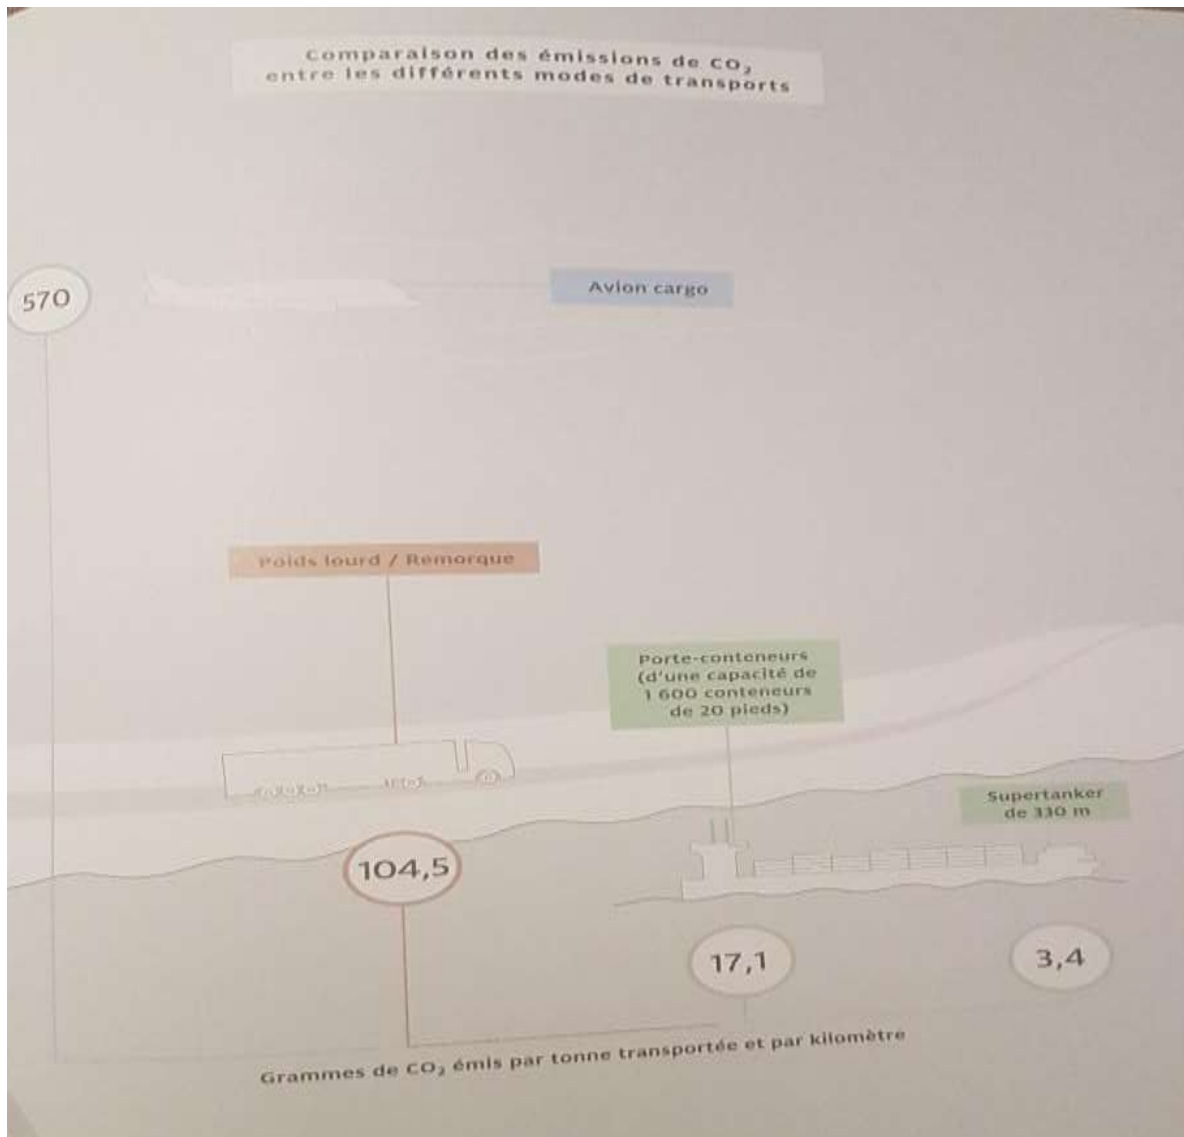 Comparaison des émissions de CO₂
entre les différents modes de transports
570
Avion cargo
Poids lourd / Remorque
Porte-conteneurs
(d'une capacité de
1 600 conteneurs
de 20 pieds)
Supertanker
de 330 m
104,5
17,1
3,4
Grammes de CO₂ émis par tonne transportée et par kilomètre